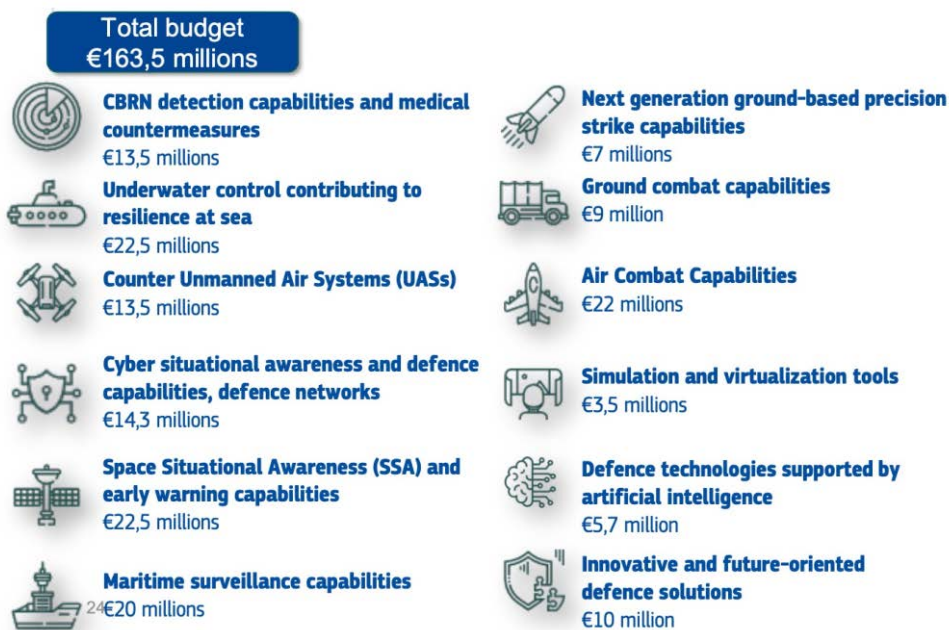 Total budget
€163,5 millions
CBRN detection capabilities and medical
countermeasures
€13,5 millions
Underwater control contributing to
resilience at sea
€22,5 millions
Counter Unmanned Air Systems (UASs)
€13,5 millions
Cyber situational awareness and defence
capabilities, defence networks
€14,3 millions
Space Situational Awareness (SSA) and
early warning capabilities
€22,5 millions
Maritime surveillance capabilities
24
€20 millions
Next generation ground-based precision
strike capabilities
€7 millions
Ground combat capabilities
€9 million
Air Combat Capabilities
€22 millions
Simulation and virtualization tools
€3,5 millions
Defence technologies supported by
artificial intelligence
€5,7 million
Innovative and future-oriented
defence solutions
€10 million